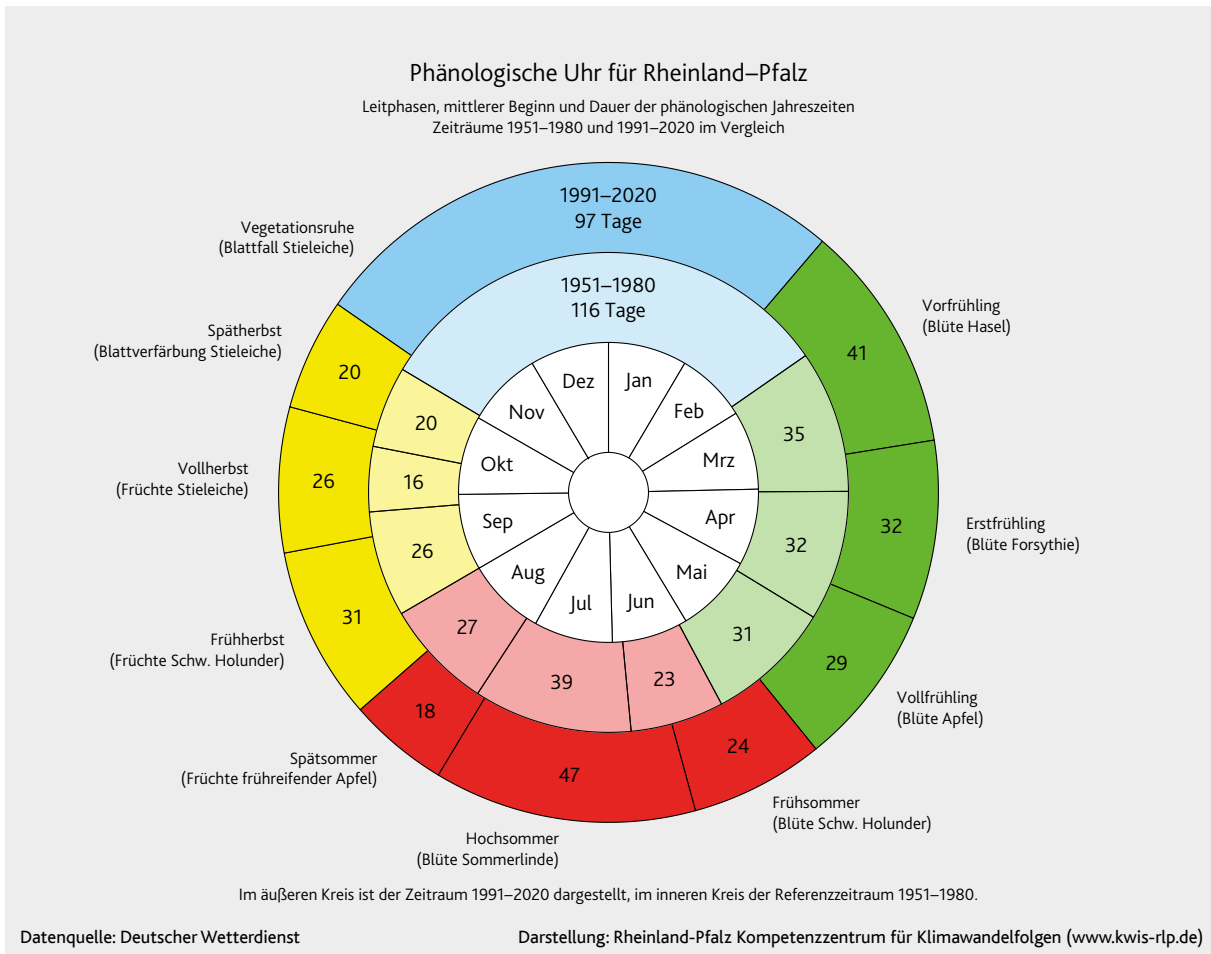 Phänologische Uhr für Rheinland–Pfalz
Leitphasen, mittlerer Beginn und Dauer der phänologischen Jahreszeiten
Zeiträume 1951–1980 und 1991–2020 im Vergleich
1991–2020
97 Tage
1951–1980
116 Tage
Vegetationsruhe
(Blattfall Stieleiche)
Vorfrühling
(Blüte Hasel)
41
35
Erstfrühling
(Blüte Forsythie)
32
32
Vollfrühling
(Blüte Apfel)
29
31
Frühsommer
(Blüte Schw. Holunder)
24
23
Hochsommer
(Blüte Sommerlinde)
47
39
Spätsommer
(Früchte frühreifender Apfel)
18
27
Frühherbst
(Früchte Schw. Holunder)
31
26
Vollherbst
(Früchte Stieleiche)
26
16
Spätherbst
(Blattverfärbung Stieleiche)
20
20
Jan
Feb
Mrz
Apr
Mai
Jun
Jul
Aug
Sep
Okt
Nov
Dez
Im äußeren Kreis ist der Zeitraum 1991–2020 dargestellt, im inneren Kreis der Referenzzeitraum 1951–1980.
Datenquelle: Deutscher Wetterdienst
Darstellung: Rheinland-Pfalz Kompetenzzentrum für Klimawandelfolgen (www.kwis-rlp.de)